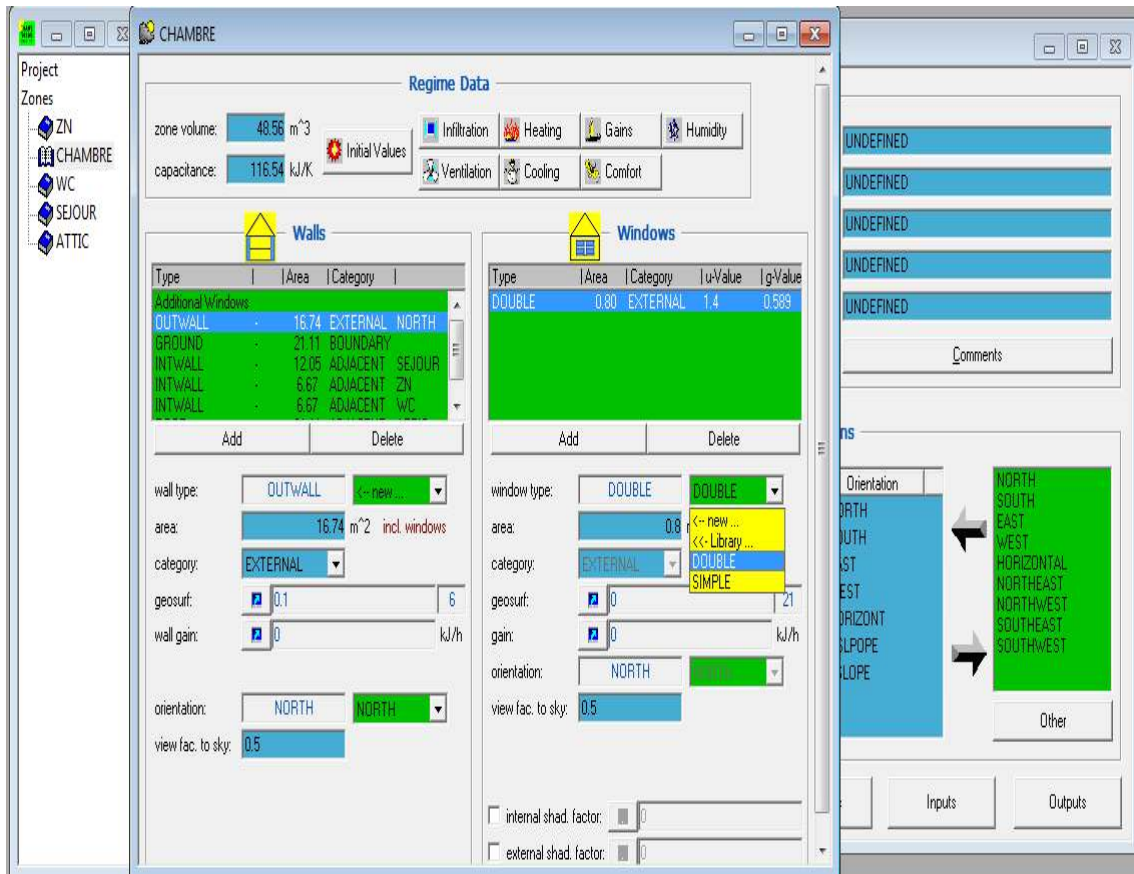 CHAMBRE
Project
Zones
ZN
CHAMBRE
WC
SEJOUR
ATTIC
Regime Data
zone volume: 48.56 m^3
capacitance: 116.54 kJ/K
Initial Values
Infiltration Heating Gains Humidity
Ventilation Cooling Comfort
Walls
Type | | Area | Category |
Additional Windows
OUTWALL - 16.74 EXTERNAL NORTH
GROUND - 21.11 BOUNDARY
INTWALL - 12.05 ADJACENT SEJOUR
INTWALL - 6.67 ADJACENT ZN
INTWALL - 6.67 ADJACENT WC
Add Delete
wall type: OUTWALL <-- new ...
area: 16.74 m^2 incl. windows
category: EXTERNAL
geosurf: 0.1 6
wall gain: 0 kJ/h
orientation: NORTH NORTH
view fac. to sky: 0.5
Windows
Type | Area | Category | u-Value | g-Value
DOUBLE 0.80 EXTERNAL 1.4 0.589
Add Delete
window type: DOUBLE DOUBLE
<-- new ...
<<- Library ...
DOUBLE
SIMPLE
area: 0.8
category: EXTERNAL
geosurf: 0 21
gain: 0 kJ/h
orientation: NORTH
view fac. to sky: 0.5
internal shad. factor: 0
external shad. factor: 0
UNDEFINED
UNDEFINED
UNDEFINED
UNDEFINED
UNDEFINED
Comments
ns
Orientation
ORTH
OUTH
AST
EST
ORIZONT
SLPOPE
SLOPE
NORTH
SOUTH
EAST
WEST
HORIZONTAL
NORTHEAST
NORTHWEST
SOUTHEAST
SOUTHWEST
Other
Inputs
Outputs